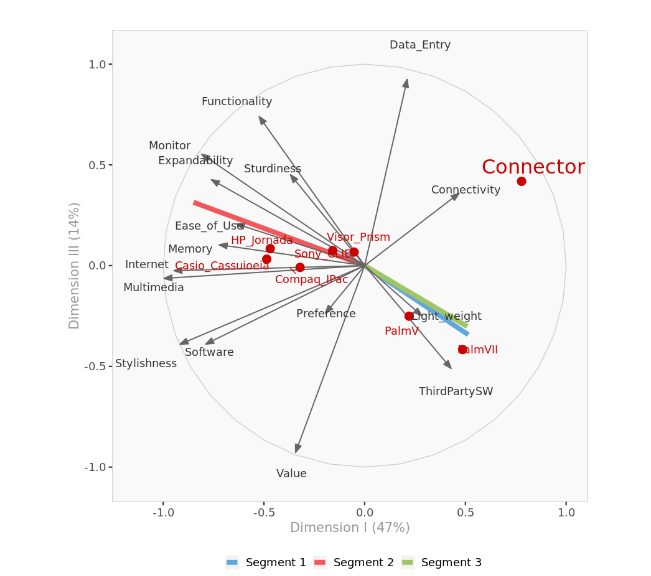 Data_Entry
1.0
Functionality
Monitor
Expandability
Sturdiness
0.5
Connector
Connectivity
Ease_of_Use
HP_Jornada
Visor_Prism
Memory
Internet
Casio_Cassuioeia
0.0
Multimedia
Compaq_IPac
Preference
Light_Weight
PalmV
Stylishness
Software
PalmVII
-0.5
ThirdPartySW
-1.0
Value
Dimension III (14%)
-1.0
-0.5
0.0
0.5
1.0
Dimension I (47%)
Segment 1
Segment 2
Segment 3